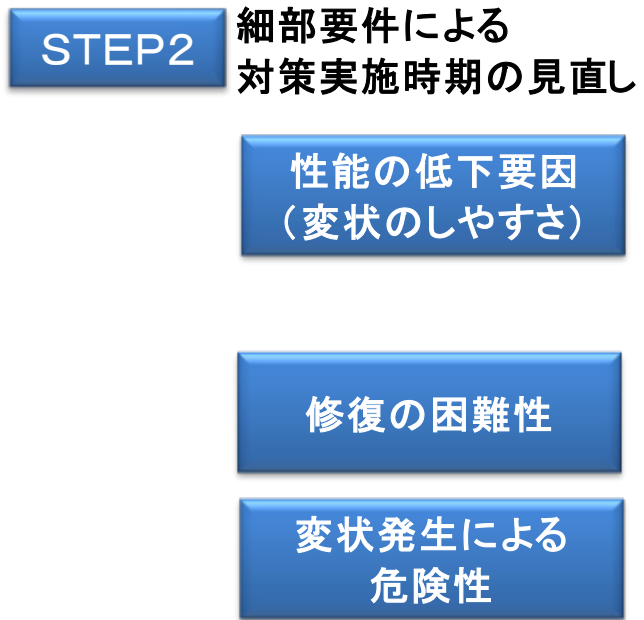 STEP2
細部要件による
対策実施時期の見直し
性能の低下要因
（変状のしやすさ）
修復の困難性
変状発生による
危険性